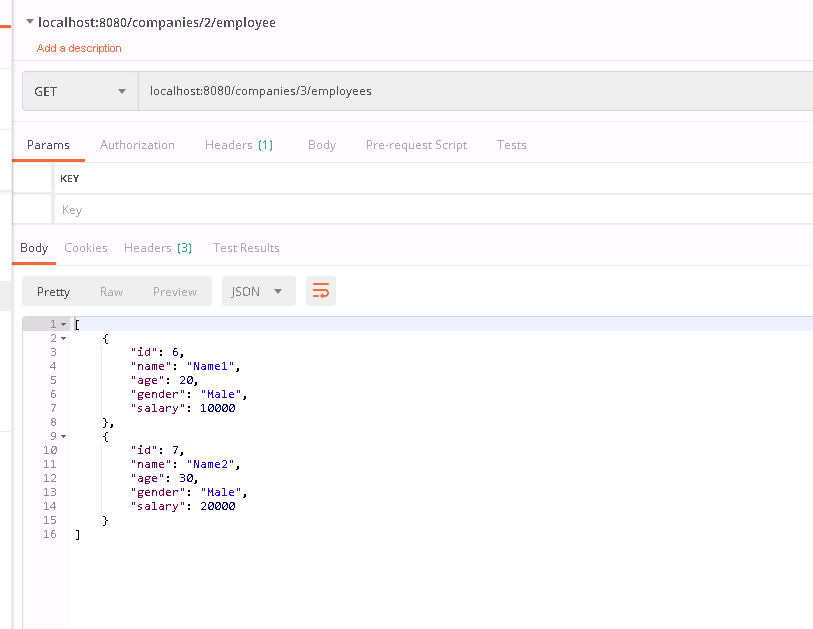 localhost:8080/companies/2/employee
Add a description
GET localhost:8080/companies/3/employees
Params Authorization Headers (1) Body Pre-request Script Tests
KEY
Key
Body Cookies Headers (3) Test Results
Pretty Raw Preview JSON
1 [
2 {
3 "id": 6,
4 "name": "Name1",
5 "age": 20,
6 "gender": "Male",
7 "salary": 10000
8 },
9 {
10 "id": 7,
11 "name": "Name2",
12 "age": 30,
13 "gender": "Male",
14 "salary": 20000
15 }
16 ]